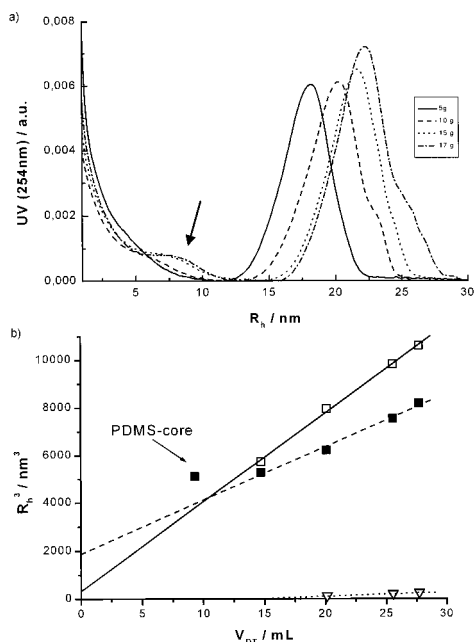 a)
UV (254nm) / a.u.
0,008
0,006
0,004
0,002
0,000
5g
10 g
15 g
17 g
5 10 15 20 25 30
R_h / nm
b)
R_h^3 / nm^3
10000
8000
6000
4000
2000
0
PDMS-core
0 5 10 15 20 25 30
V / mL